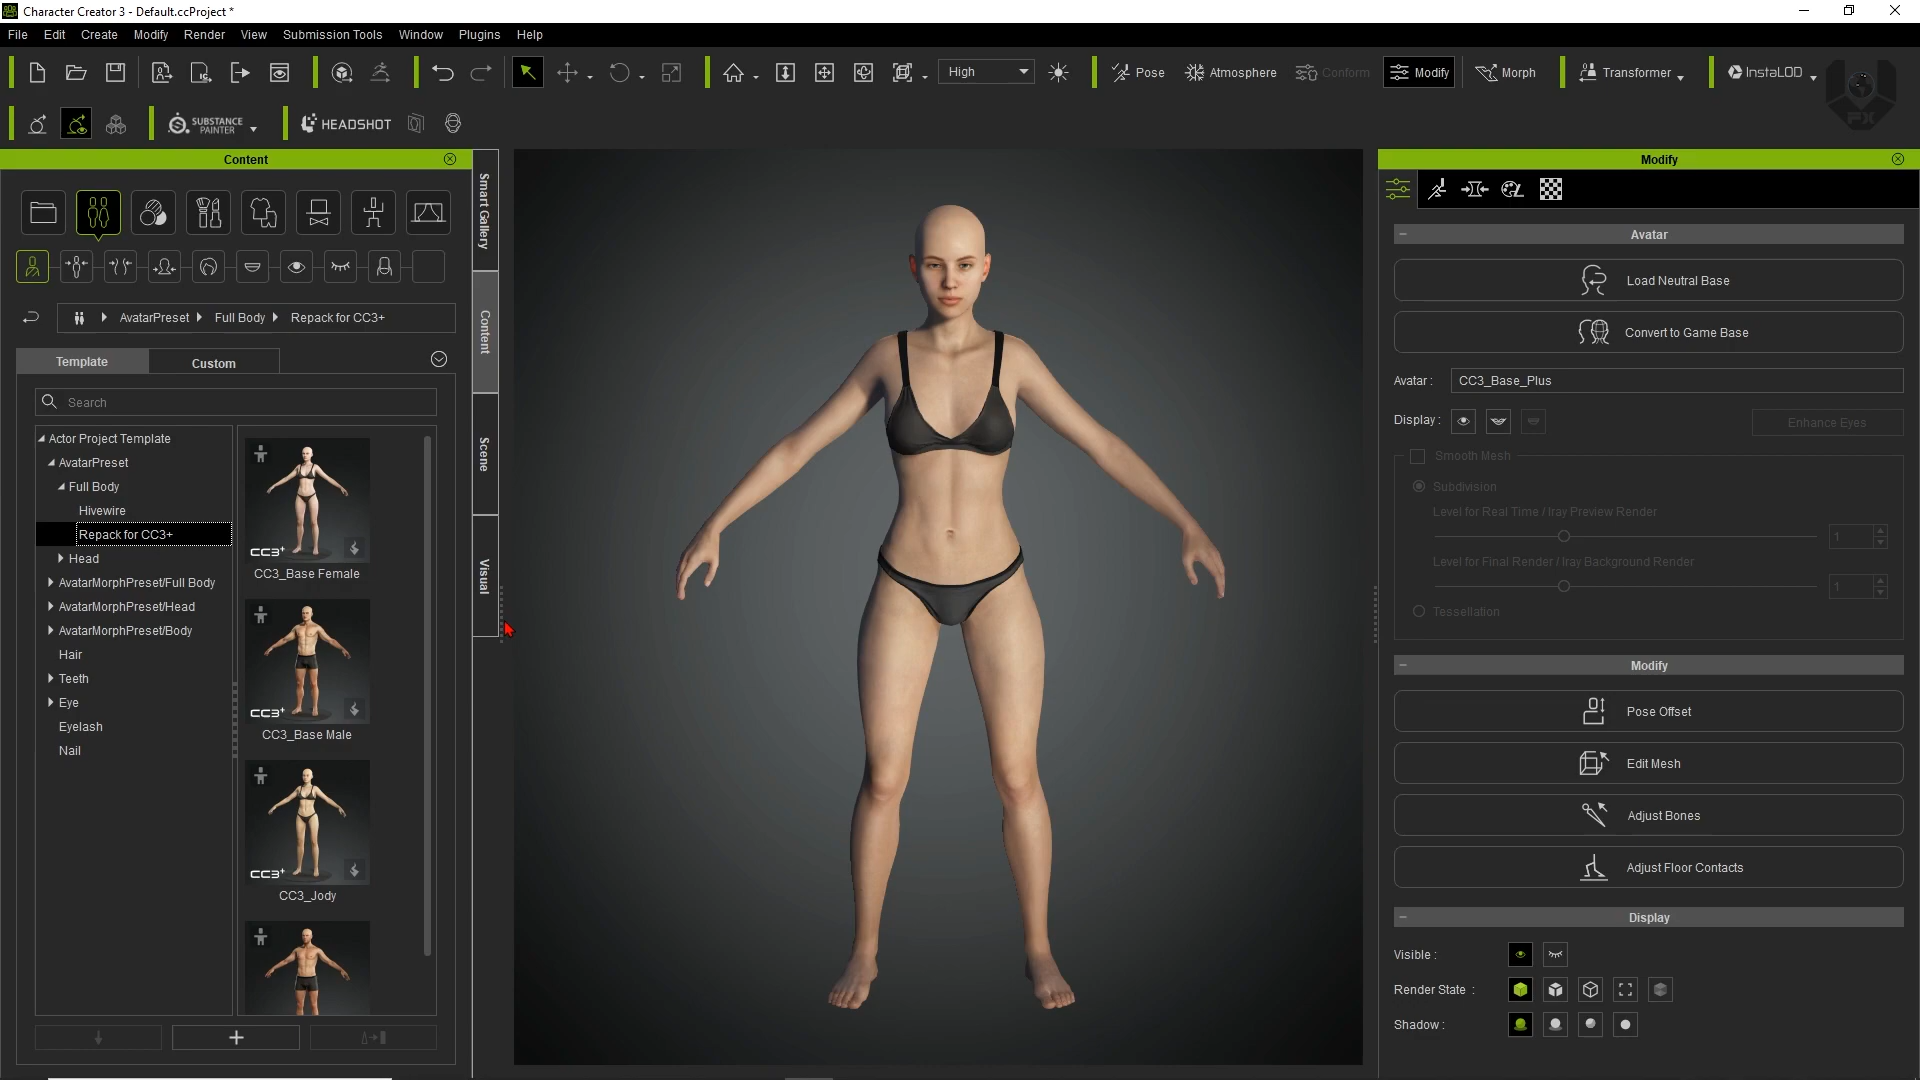 Character Creator 3 - Default.ccProject *
File Edit Create Modify Render View Submission Tools Window Plugins Help
High Pose Atmosphere Conform Modify Morph Transformer InstaLOD
SUBSTANCE PAINTER HEADSHOT
FX
Content
Smart Gallery
Content
Scene
Visual
AvatarPreset Full Body Repack for CC3+
Template Custom
Search
Actor Project Template
AvatarPreset
Full Body
Hivewire
Repack for CC3+
Head
AvatarMorphPreset/Full Body
AvatarMorphPreset/Head
AvatarMorphPreset/Body
Hair
Teeth
Eye
Eyelash
Nail
CC3+
CC3_Base Female
CC3+
CC3_Base Male
CC3+
CC3_Jody
Modify
Avatar
Load Neutral Base
Convert to Game Base
Avatar : CC3_Base_Plus
Display : Enhance Eyes
Smooth Mesh
Subdivision
Level for Real Time / Iray Preview Render
1
Level for Final Render / Iray Background Render
1
Tessellation
Modify
Pose Offset
Edit Mesh
Adjust Bones
Adjust Floor Contacts
Display
Visible :
Render State :
Shadow :